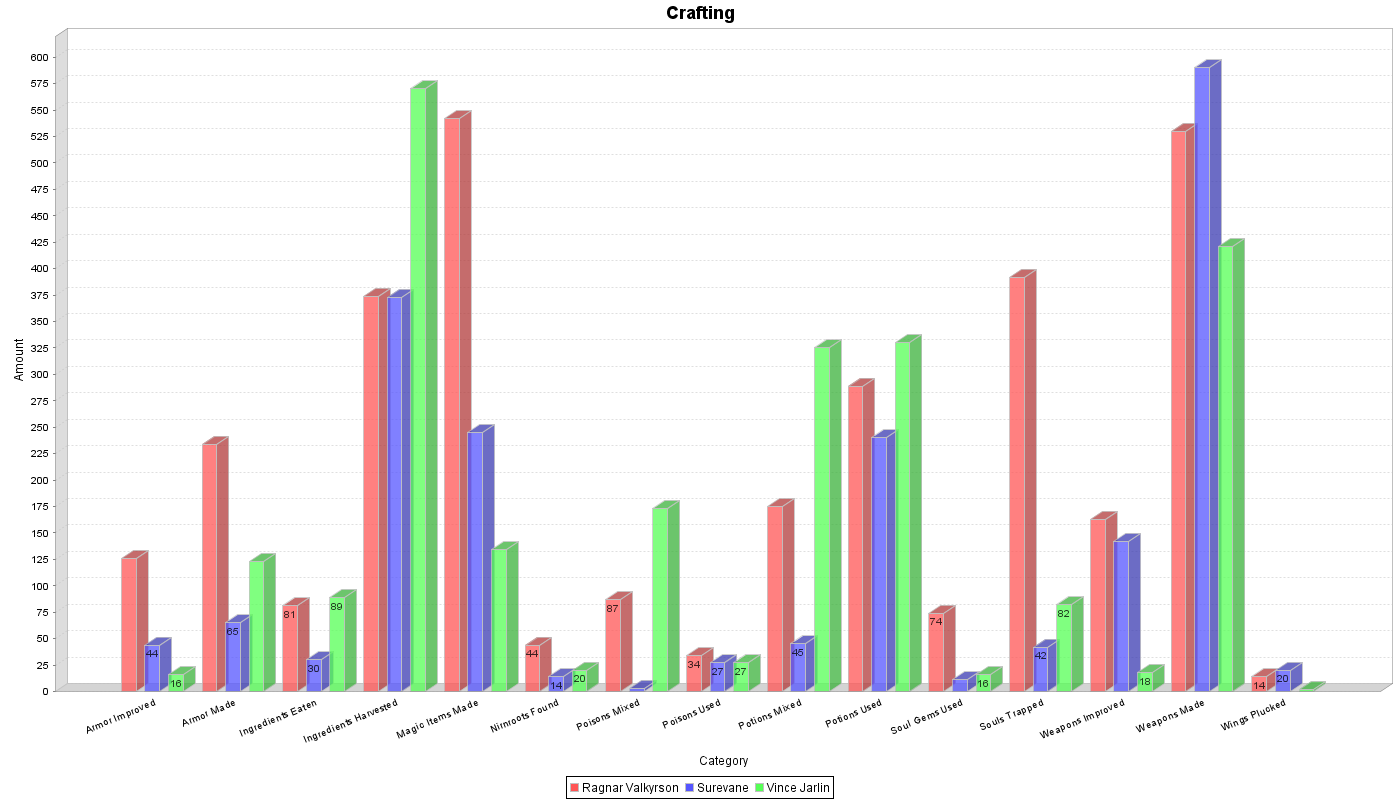 Crafting
600
575
550
525
500
475
450
425
400
375
350
325
300
275
250
225
200
175
150
125
100
75
50
25
0
Amount
44
16
65
81
30
89
44
14
20
87
34
27
27
45
74
16
42
82
18
14
20
Armor Improved
Armor Made
Ingredients Eaten
Ingredients Harvested
Magic Items Made
Nirnroots Found
Poisons Mixed
Poisons Used
Potions Mixed
Potions Used
Soul Gems Used
Souls Trapped
Weapons Improved
Weapons Made
Wings Plucked
Category
Ragnar Valkyrson Surevane Vince Jarlin